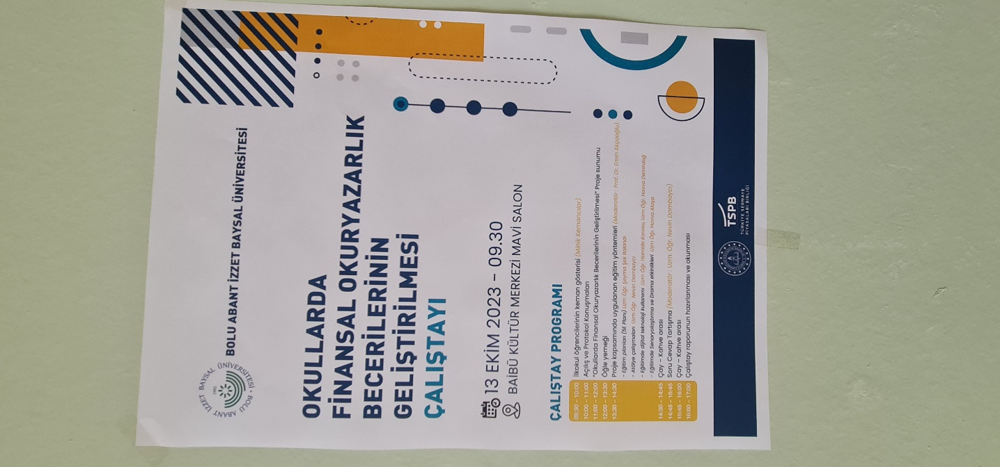 BOLU ABANT İZZET BAYSAL ÜNİVERSİTESİ • BOLU ABANT İZZET BAYSAL ÜNİVERSİTESİ
1992
OKULLARDA
FİNANSAL OKURYAZARLIK
BECERİLERİNİN
GELİŞTİRİLMESİ
ÇALIŞTAYI
13 EKİM 2023 - 09.30
BAİBÜ KÜLTÜR MERKEZİ MAVİ SALON
ÇALIŞTAY PROGRAMI
09:30 - 10:00 İlkokul öğrencilerinin keman gösterisi (Minik Kemancılar)
10:00 - 11:00 Açılış ve Protokol Konuşmaları
11:00 - 12:00 "Okullarda Finansal Okuryazarlık Becerilerinin Geliştirilmesi" Proje sunumu
12:00 - 13:30 Öğle yemeği
13:30 - 14:30 Proje kapsamında uygulanan eğitim yöntemleri (Moderatör : Prof. Dr. Emin Akçaoğlu)
- Eğitim planları (5E Planı) Uzm Öğr. Şeyma Şek Balandı
- Atölye çalışmaları Uzm Öğr. Nevin Dombaycı
- Eğitimde dijital teknoloji kullanımı Uzm Öğr. Hamide Karasu, Uzm Öğr. Havva Demirdağ
- Eğitimde Senaryolaştırma ve Drama etkinlikleri Uzm Öğr. Havva Alaşa
14:30 - 14:45 Çay - Kahve arası
14:45 - 15:45 Soru Cevap Tartışma (Moderatör : Uzm. Öğr. Nevin Dombaycı)
15:45 - 16:00 Çay - Kahve arası
16:00 - 17:00 Çalıştay raporunun hazırlanması ve okunması
TSPB
TÜRKİYE SERMAYE
PİYASALARI BİRLİĞİ